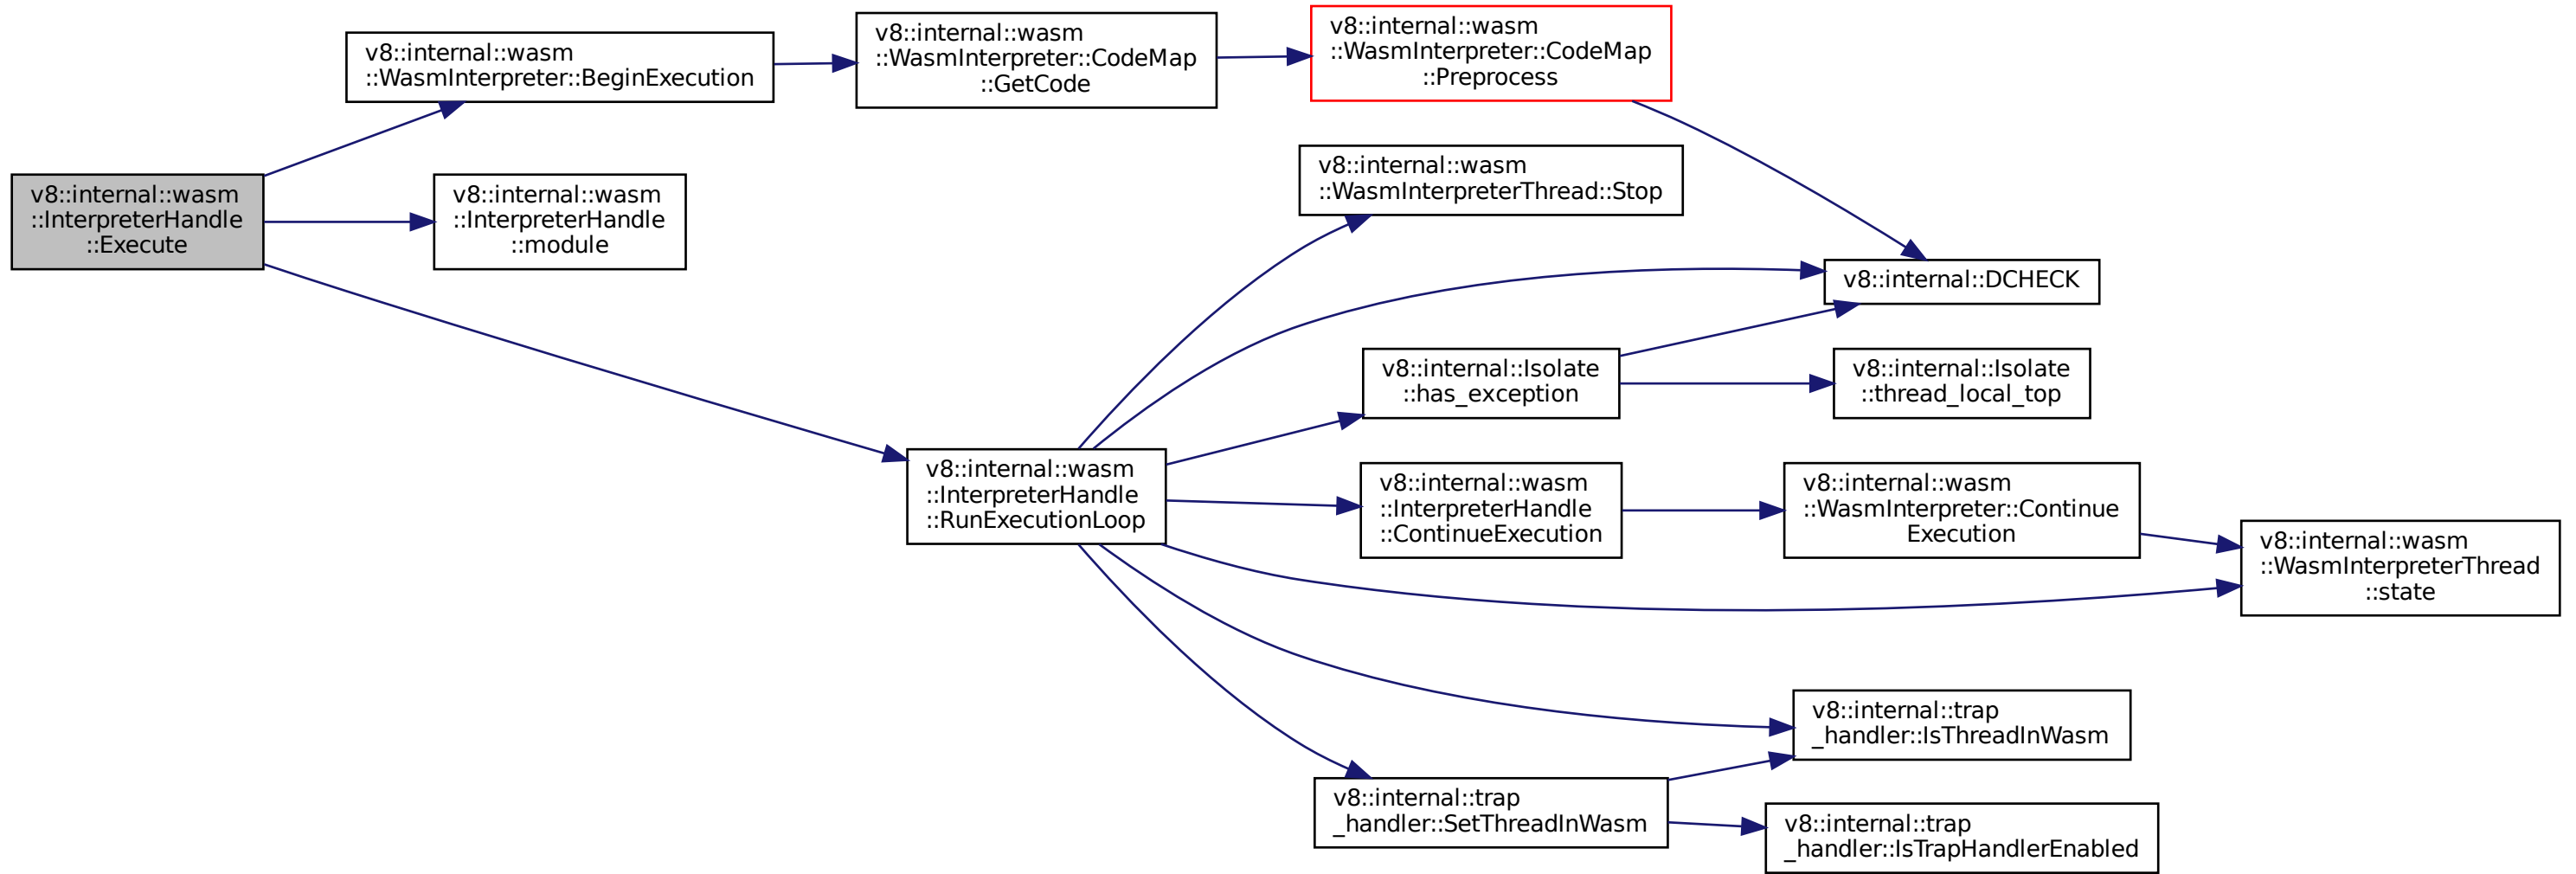 v8::internal::wasm
::InterpreterHandle
::Execute
v8::internal::wasm
::WasmInterpreter::BeginExecution
v8::internal::wasm
::WasmInterpreter::CodeMap
::GetCode
v8::internal::wasm
::WasmInterpreter::CodeMap
::Preprocess
v8::internal::DCHECK
v8::internal::wasm
::InterpreterHandle
::module
v8::internal::wasm
::InterpreterHandle
::RunExecutionLoop
v8::internal::wasm
::WasmInterpreterThread::Stop
v8::internal::Isolate
::has_exception
v8::internal::Isolate
::thread_local_top
v8::internal::wasm
::InterpreterHandle
::ContinueExecution
v8::internal::wasm
::WasmInterpreter::Continue
Execution
v8::internal::wasm
::WasmInterpreterThread
::state
v8::internal::trap
_handler::IsThreadInWasm
v8::internal::trap
_handler::SetThreadInWasm
v8::internal::trap
_handler::IsTrapHandlerEnabled